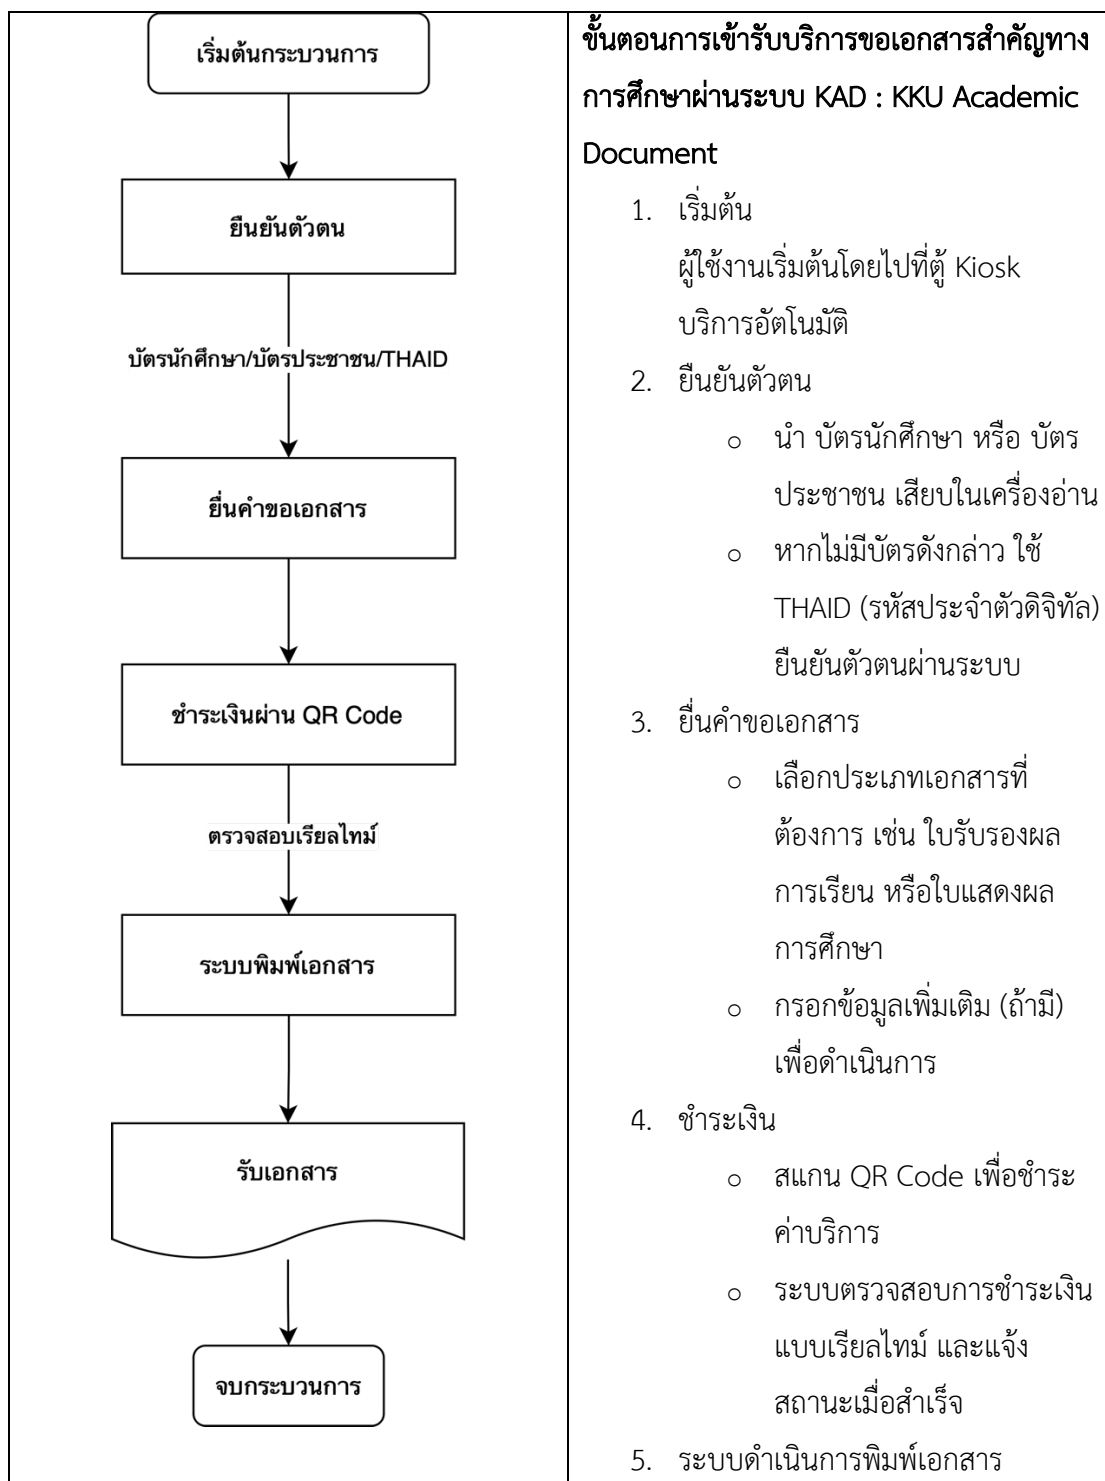 เริ่มต้นกระบวนการ
ยืนยันตัวตน
บัตรนักศึกษา/บัตรประชาชน/THAID
ยื่นคำขอเอกสาร
ชำระเงินผ่าน QR Code
ตรวจสอบเรียลไทม์
ระบบพิมพ์เอกสาร
รับเอกสาร
จบกระบวนการ
ขั้นตอนการเข้ารับบริการขอเอกสารสำคัญทาง
การศึกษาผ่านระบบ KAD : KKU Academic
Document
1. เริ่มต้น
ผู้ใช้งานเริ่มต้นโดยไปที่ตู้ Kiosk
บริการอัตโนมัติ
2. ยืนยันตัวตน
o นำ บัตรนักศึกษา หรือ บัตร
ประชาชน เสียบในเครื่องอ่าน
o หากไม่มีบัตรดังกล่าว ใช้
THAID (รหัสประจำตัวดิจิทัล)
ยืนยันตัวตนผ่านระบบ
3. ยื่นคำขอเอกสาร
o เลือกประเภทเอกสารที่
ต้องการ เช่น ใบรับรองผล
การเรียน หรือใบแสดงผล
การศึกษา
o กรอกข้อมูลเพิ่มเติม (ถ้ามี)
เพื่อดำเนินการ
4. ชำระเงิน
o สแกน QR Code เพื่อชำระ
ค่าบริการ
o ระบบตรวจสอบการชำระเงิน
แบบเรียลไทม์ และแจ้ง
สถานะเมื่อสำเร็จ
5. ระบบดำเนินการพิมพ์เอกสาร